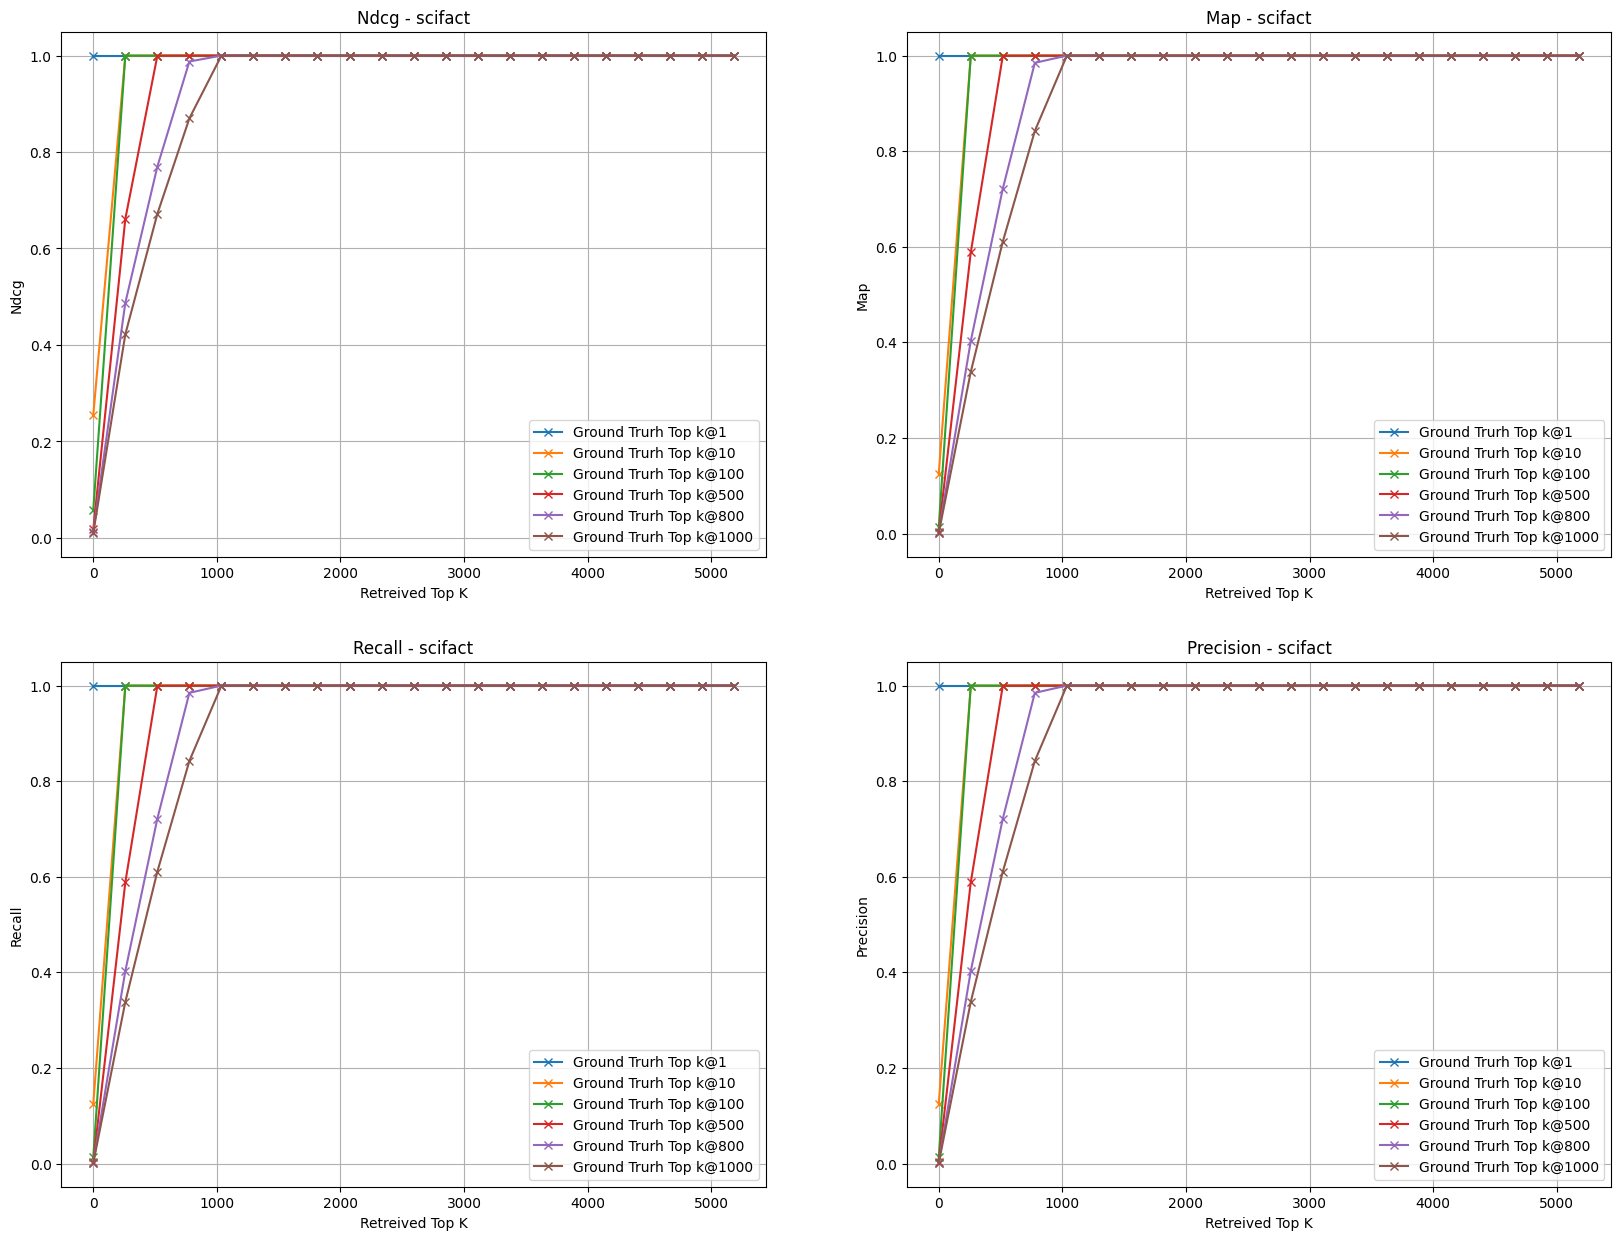 Ndcg - scifact
Ndcg
1.0
0.8
0.6
0.4
0.2
0.0
0 1000 2000 3000 4000 5000
Retreived Top K
Ground Trurh Top k@1
Ground Trurh Top k@10
Ground Trurh Top k@100
Ground Trurh Top k@500
Ground Trurh Top k@800
Ground Trurh Top k@1000
Map - scifact
Map
1.0
0.8
0.6
0.4
0.2
0.0
0 1000 2000 3000 4000 5000
Retreived Top K
Ground Trurh Top k@1
Ground Trurh Top k@10
Ground Trurh Top k@100
Ground Trurh Top k@500
Ground Trurh Top k@800
Ground Trurh Top k@1000
Recall - scifact
Recall
1.0
0.8
0.6
0.4
0.2
0.0
0 1000 2000 3000 4000 5000
Retreived Top K
Ground Trurh Top k@1
Ground Trurh Top k@10
Ground Trurh Top k@100
Ground Trurh Top k@500
Ground Trurh Top k@800
Ground Trurh Top k@1000
Precision - scifact
Precision
1.0
0.8
0.6
0.4
0.2
0.0
0 1000 2000 3000 4000 5000
Retreived Top K
Ground Trurh Top k@1
Ground Trurh Top k@10
Ground Trurh Top k@100
Ground Trurh Top k@500
Ground Trurh Top k@800
Ground Trurh Top k@1000